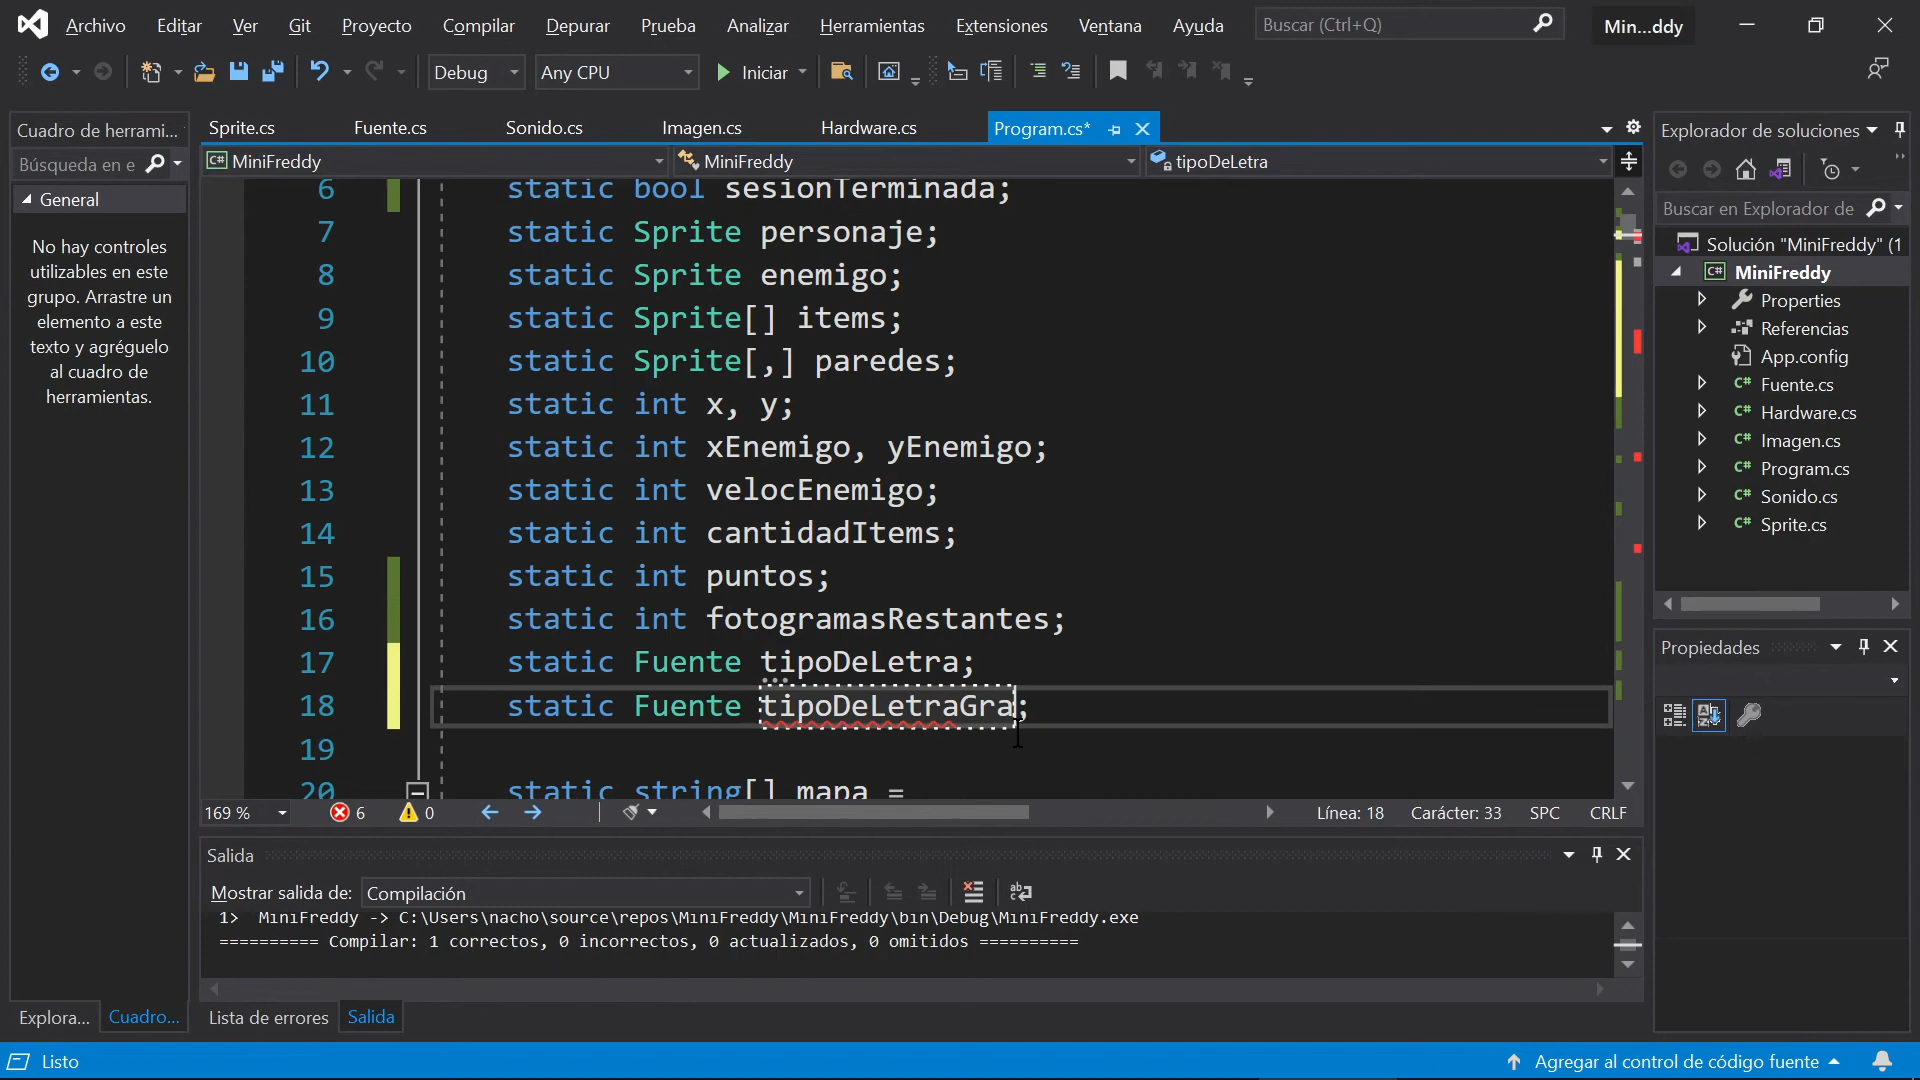 Archivo Editar Ver Git Proyecto Compilar Depurar Prueba Analizar Herramientas Extensiones Ventana Ayuda Buscar (Ctrl+Q) Min...ddy
Debug Any CPU Iniciar
Cuadro de herrami...
Búsqueda en e
General
No hay controles
utilizables en este
grupo. Arrastre un
elemento a este
texto y agréguelo
al cuadro de
herramientas.
Explora... Cuadro...
Sprite.cs Fuente.cs Sonido.cs Imagen.cs Hardware.cs Program.cs*
MiniFreddy MiniFreddy tipoDeLetra
6 static bool sesionTerminada;
7 static Sprite personaje;
8 static Sprite enemigo;
9 static Sprite[] items;
10 static Sprite[,] paredes;
11 static int x, y;
12 static int xEnemigo, yEnemigo;
13 static int velocEnemigo;
14 static int cantidadItems;
15 static int puntos;
16 static int fotogramasRestantes;
17 static Fuente tipoDeLetra;
18 static Fuente tipoDeLetraGra;
19
20 static string[] mapa =
169 % 6 0 Línea: 18 Carácter: 33 SPC CRLF
Salida
Mostrar salida de: Compilación
1> MiniFreddy -> C:\Users\nacho\source\repos\MiniFreddy\MiniFreddy\bin\Debug\MiniFreddy.exe
========== Compilar: 1 correctos, 0 incorrectos, 0 actualizados, 0 omitidos ==========
Lista de errores Salida
Explorador de soluciones
Buscar en Explorador de
Solución "MiniFreddy" (1
MiniFreddy
Properties
Referencias
App.config
Fuente.cs
Hardware.cs
Imagen.cs
Program.cs
Sonido.cs
Sprite.cs
Propiedades
Listo Agregar al control de código fuente